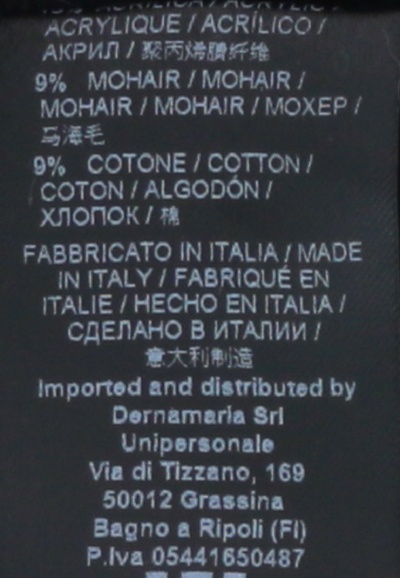 ACRYLIQUE / ACRÍLICO /
АКРИЛ / 聚丙烯腈纤维
9% MOHAIR / MOHAIR /
MOHAIR / MOHAIR / МОХЕР /
马海毛
9% COTONE / COTTON /
COTON / ALGODÓN /
ХЛОПОК / 棉
FABBRICATO IN ITALIA / MADE
IN ITALY / FABRIQUÉ EN
ITALIE / HECHO EN ITALIA /
СДЕЛАНО В ИТАЛИИ /
意大利制造
Imported and distributed by
Dernamaria Srl
Unipersonale
Via di Tizzano, 169
50012 Grassina
Bagno a Ripoli (FI)
P.Iva 05441650487